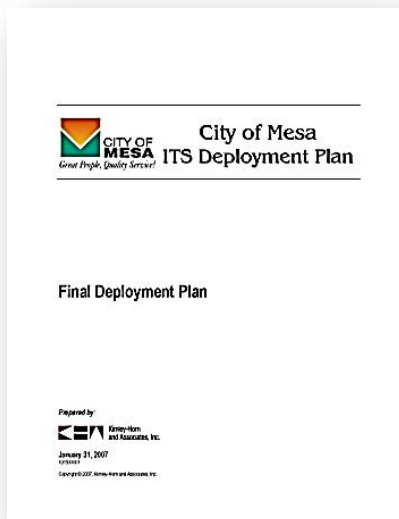 CITY OF
MESA
Great People, Quality Service!
City of Mesa
ITS Deployment Plan
Final Deployment Plan
Prepared by:
Kimley-Horn
and Associates, Inc.
January 31, 2007
Copyright © 2007, Kimley-Horn and Associates, Inc.